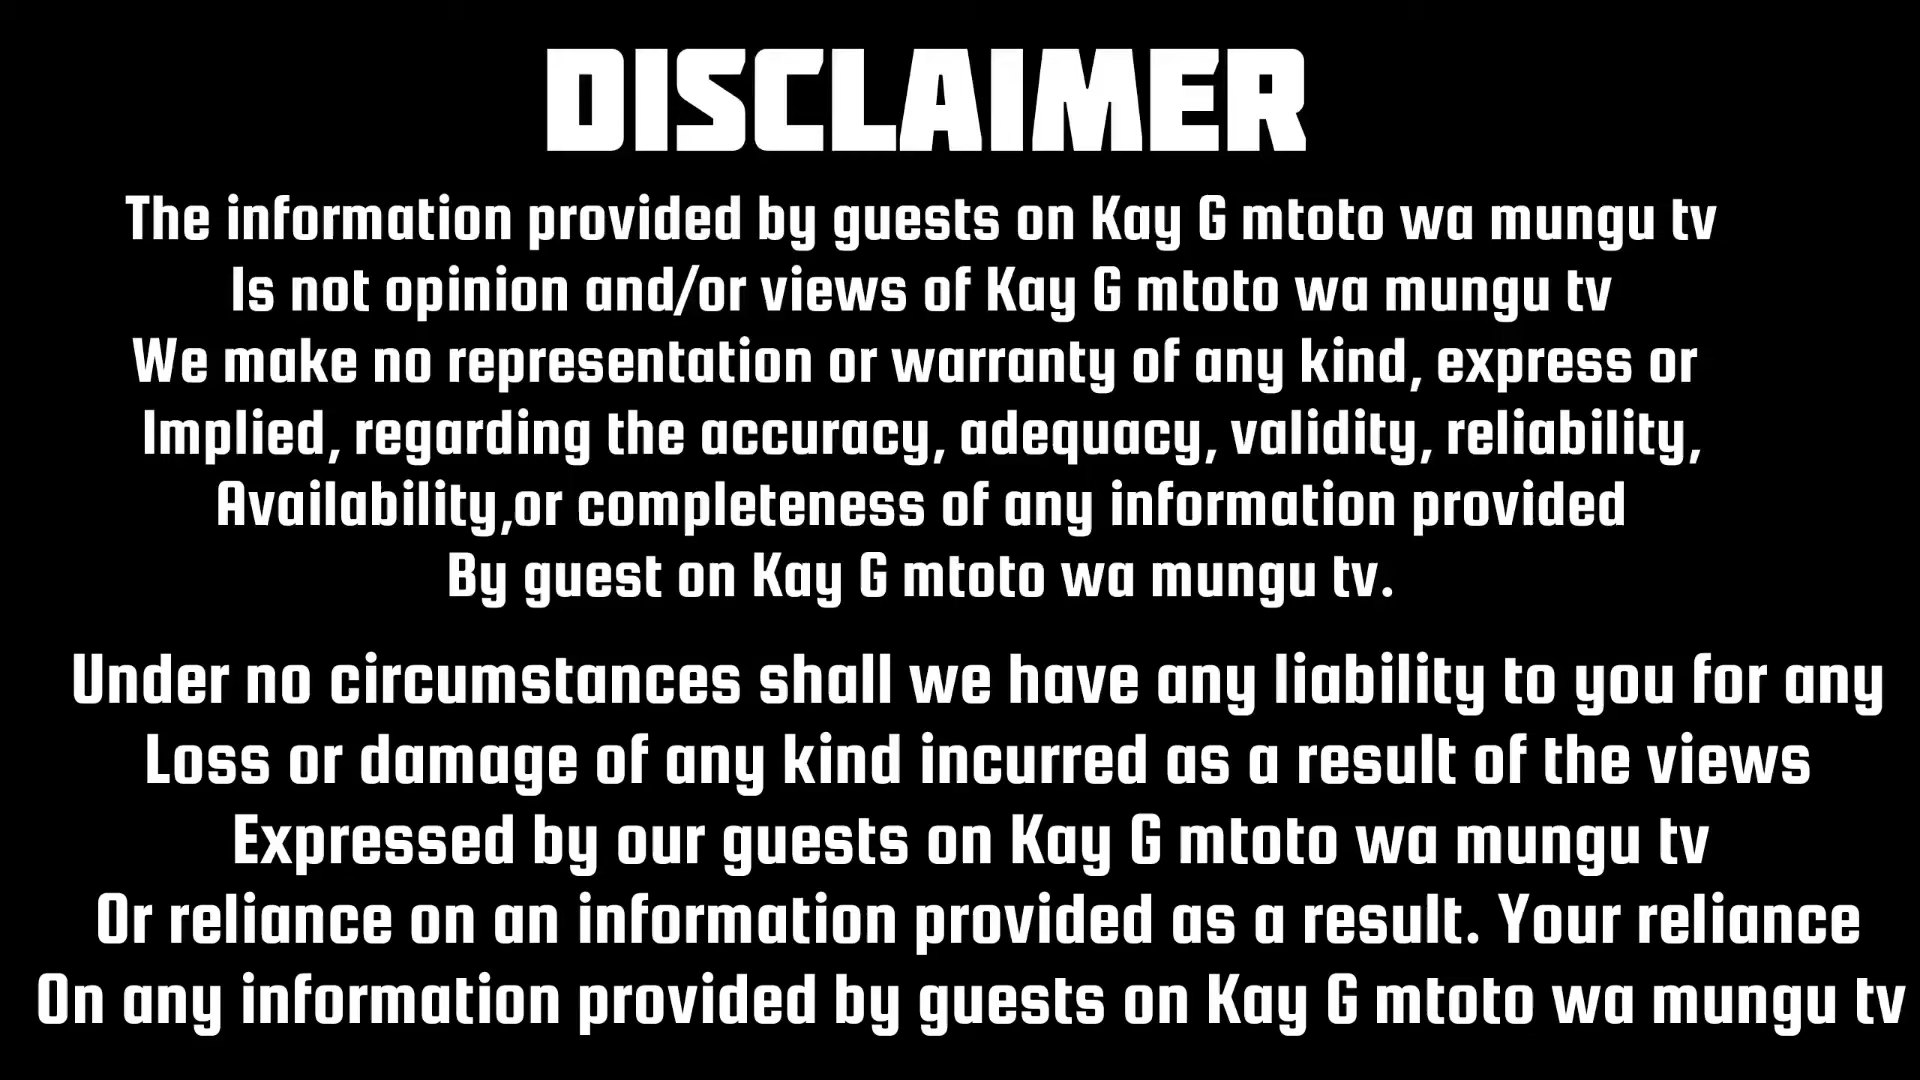 DISCLAIMER
The information provided by guests on Kay G mtoto wa mungu tv
Is not opinion and/or views of Kay G mtoto wa mungu tv
We make no representation or warranty of any kind, express or
Implied, regarding the accuracy, adequacy, validity, reliability,
Availability,or completeness of any information provided
By guest on Kay G mtoto wa mungu tv.
Under no circumstances shall we have any liability to you for any
Loss or damage of any kind incurred as a result of the views
Expressed by our guests on Kay G mtoto wa mungu tv
Or reliance on an information provided as a result. Your reliance
On any information provided by guests on Kay G mtoto wa mungu tv